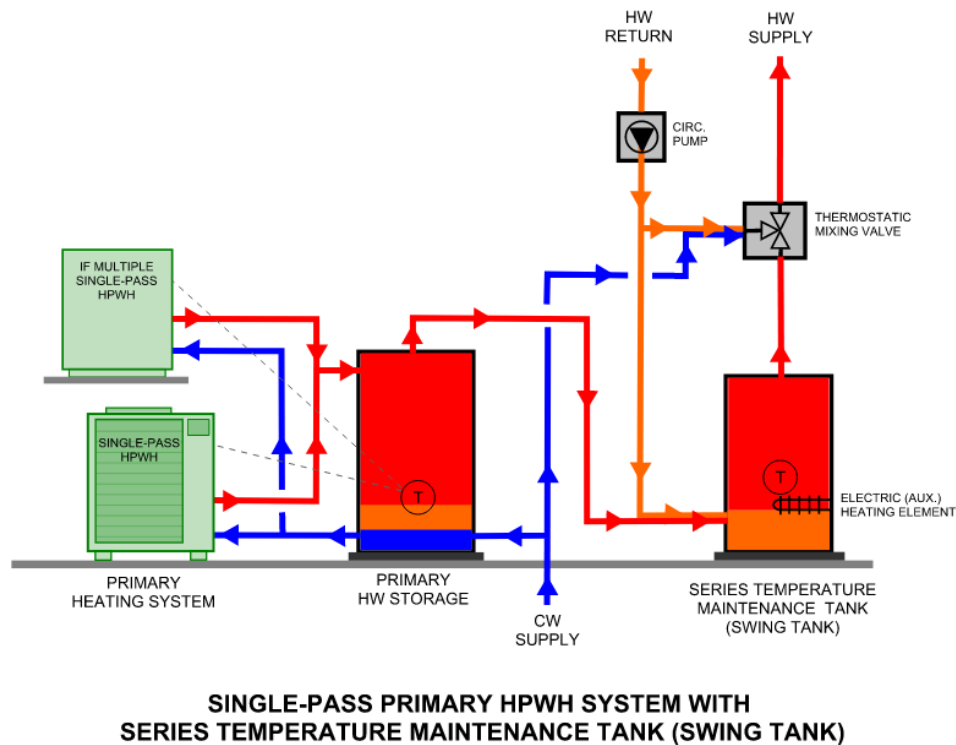 HW
RETURN
HW
SUPPLY
CIRC.
PUMP
THERMOSTATIC
MIXING VALVE
IF MULTIPLE
SINGLE-PASS
HPWH
SINGLE-PASS
HPWH
T
T
ELECTRIC (AUX.)
HEATING ELEMENT
PRIMARY
HEATING SYSTEM
PRIMARY
HW STORAGE
CW
SUPPLY
SERIES TEMPERATURE
MAINTENANCE TANK
(SWING TANK)
SINGLE-PASS PRIMARY HPWH SYSTEM WITH
SERIES TEMPERATURE MAINTENANCE TANK (SWING TANK)